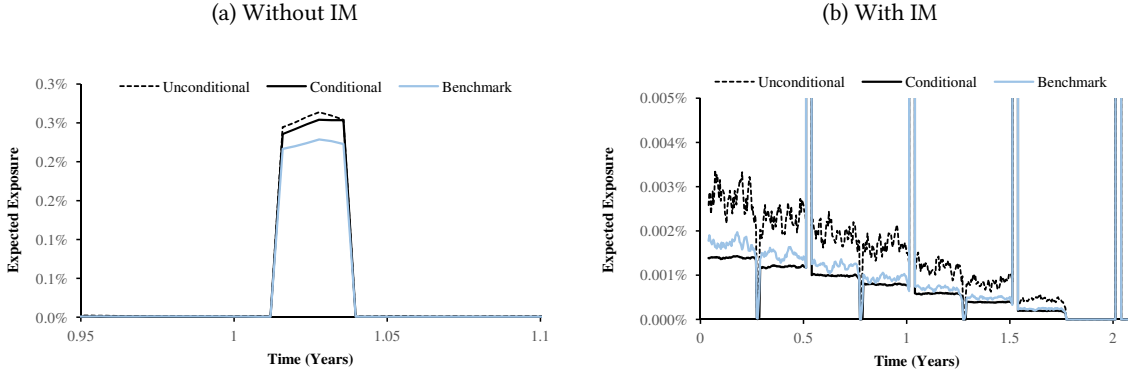 (a) Without IM
(b) With IM
Unconditional Conditional Benchmark
0.3%
0.3%
0.2%
0.2%
0.1%
0.1%
0.0%
Expected Exposure
0.95 1 1.05 1.1
Time (Years)
Unconditional Conditional Benchmark
0.005%
0.004%
0.003%
0.002%
0.001%
0.000%
Expected Exposure
0 0.5 1 1.5 2
Time (Years)